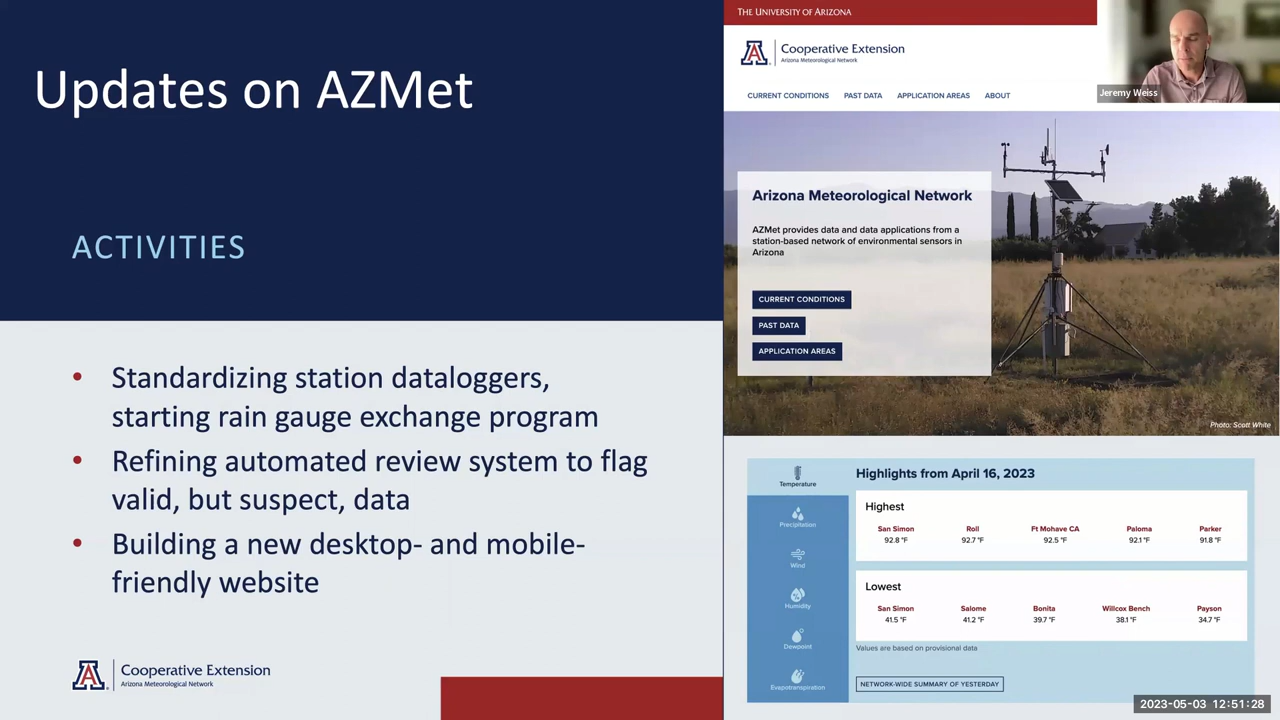 Updates on AZMet
ACTIVITIES
• Standardizing station dataloggers,
starting rain gauge exchange program
• Refining automated review system to flag
valid, but suspect, data
• Building a new desktop- and mobile-
friendly website
A
Cooperative Extension
Arizona Meteorological Network
THE UNIVERSITY OF ARIZONA
A
Cooperative Extension
Arizona Meteorological Network
CURRENT CONDITIONS PAST DATA APPLICATION AREAS ABOUT
Jeremy Weiss
Arizona Meteorological Network
AZMet provides data and data applications from a
station-based network of environmental sensors in
Arizona
CURRENT CONDITIONS
PAST DATA
APPLICATION AREAS
Photo: Scott White
Temperature
Precipitation
Wind
Humidity
Dewpoint
Evapotranspiration
Highlights from April 16, 2023
Highest
San Simon Roll Ft Mohave CA Paloma Parker
92.8 °F 92.7 °F 92.5 °F 92.1 °F 91.8 °F
Lowest
San Simon Salome Bonita Willcox Bench Payson
41.5 °F 41.2 °F 39.7 °F 38.1 °F 34.7 °F
Values are based on provisional data
NETWORK-WIDE SUMMARY OF YESTERDAY
2023-05-03 12:51:28